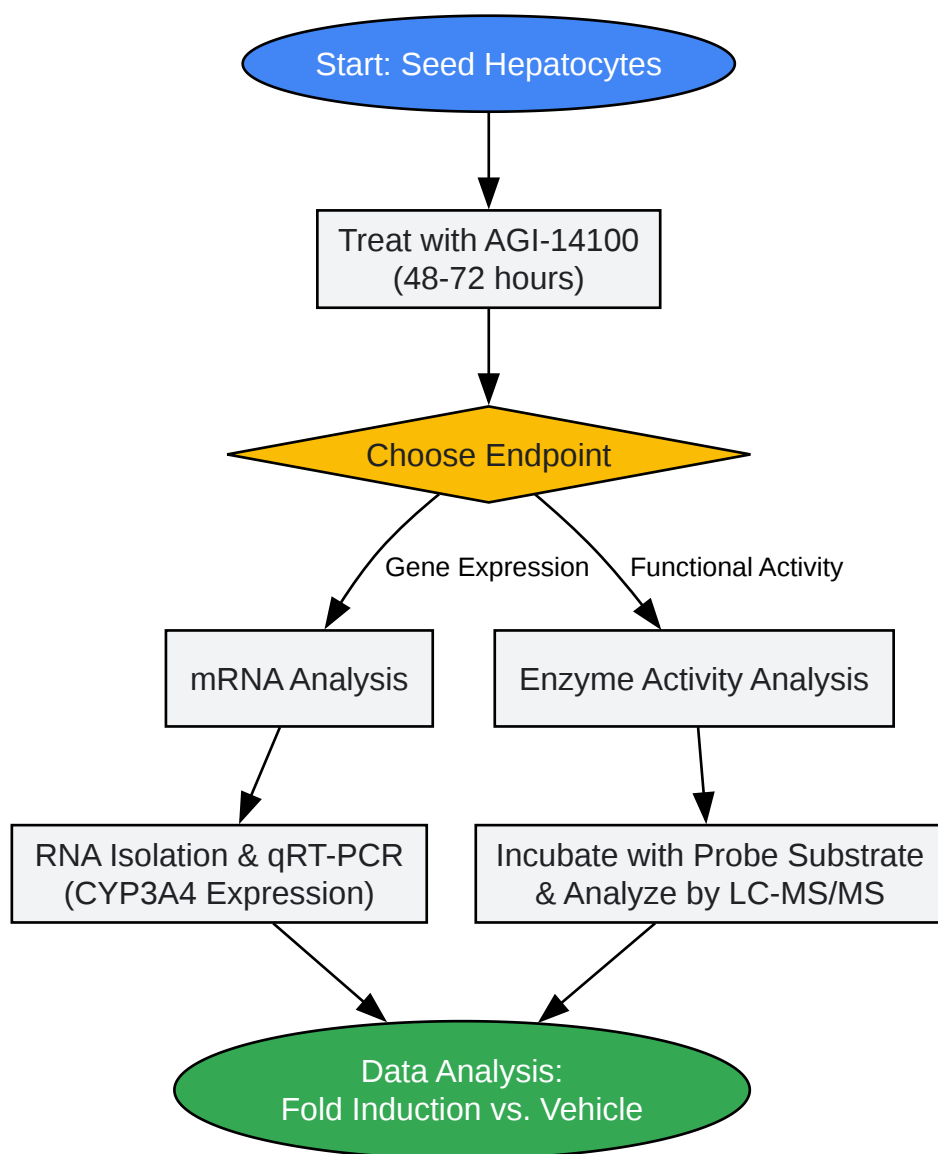 Start: Seed Hepatocytes
Treat with AGI-14100
(48-72 hours)
Choose Endpoint
Gene Expression
Functional Activity
mRNA Analysis
Enzyme Activity Analysis
RNA Isolation & qRT-PCR
(CYP3A4 Expression)
Incubate with Probe Substrate
& Analyze by LC-MS/MS
Data Analysis:
Fold Induction vs. Vehicle